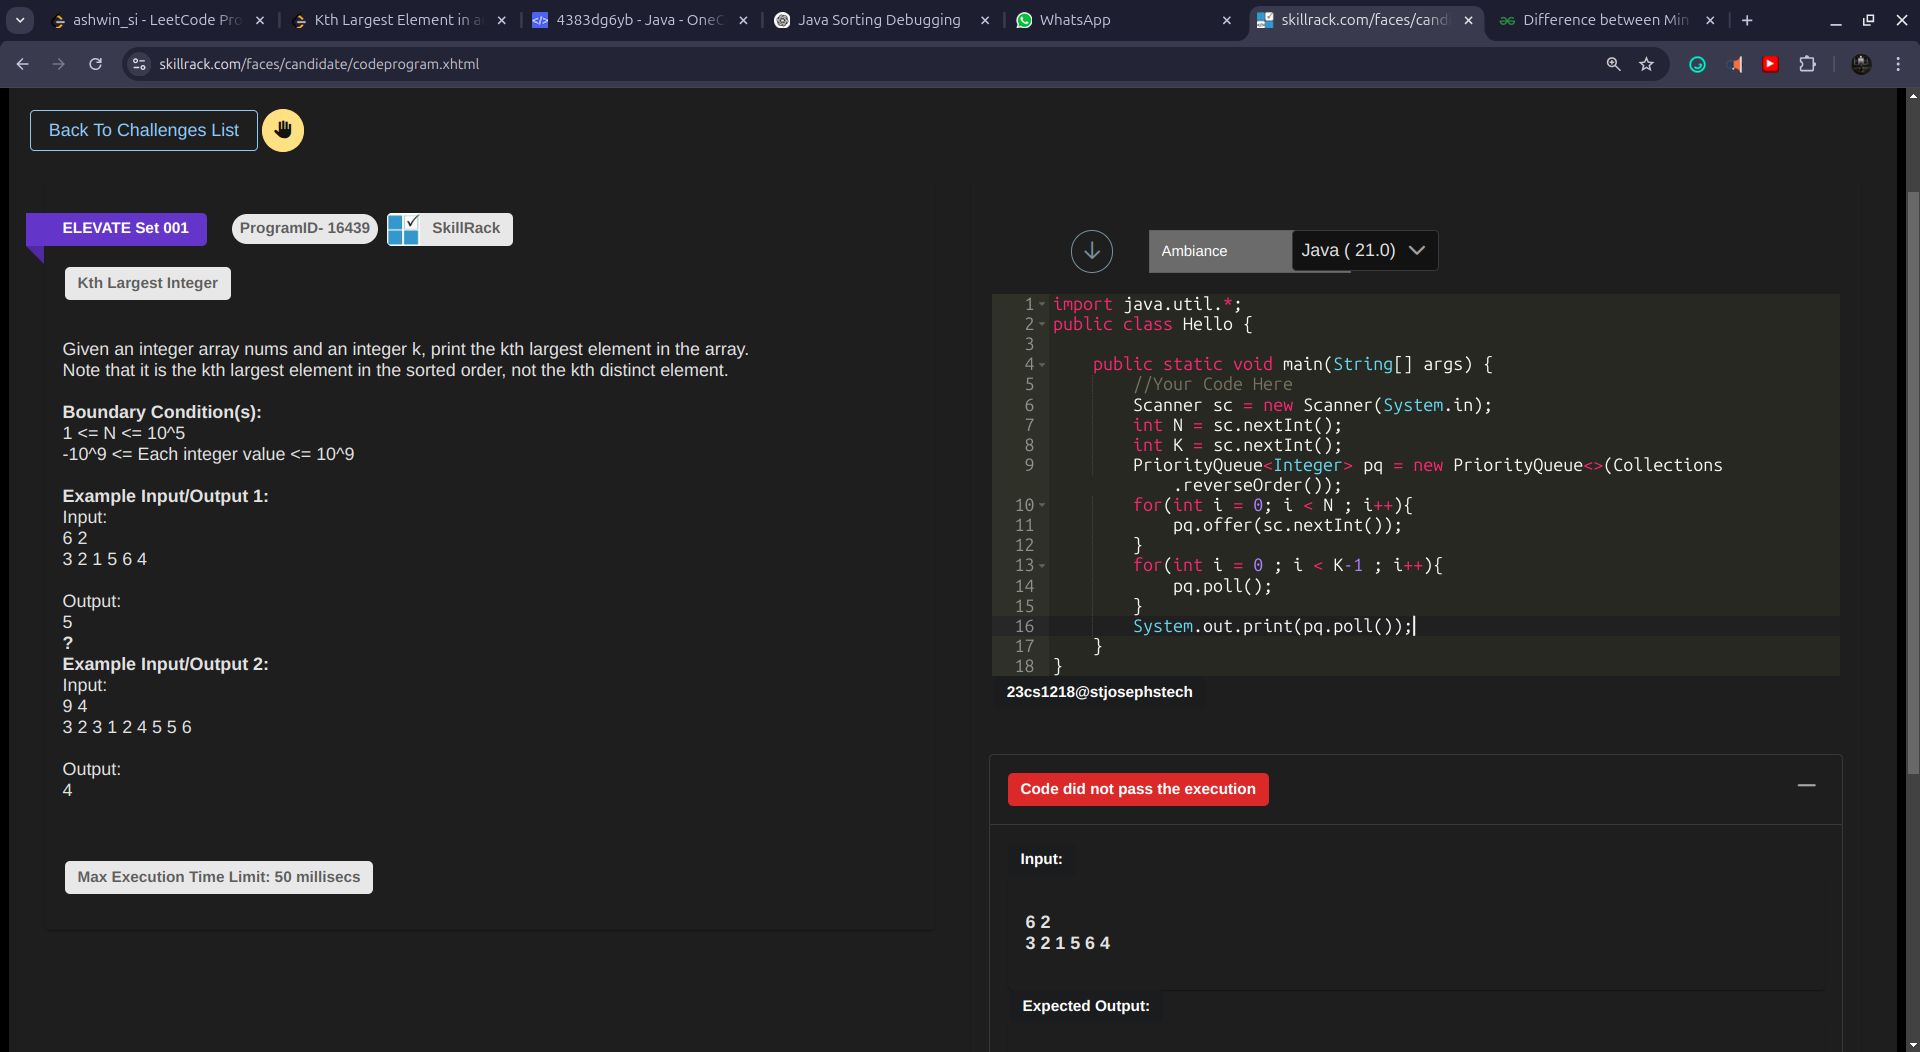 ashwin_si - LeetCode Pro
Kth Largest Element in a
4383dg6yb - Java - OneC
Java Sorting Debugging
WhatsApp
skillrack.com/faces/cand
Difference between Min
skillrack.com/faces/candidate/codeprogram.xhtml
Back To Challenges List
ELEVATE Set 001
ProgramID- 16439
SkillRack
Kth Largest Integer
Given an integer array nums and an integer k, print the kth largest element in the array.
Note that it is the kth largest element in the sorted order, not the kth distinct element.
Boundary Condition(s):
1 <= N <= 10^5
-10^9 <= Each integer value <= 10^9
Example Input/Output 1:
Input:
6 2
3 2 1 5 6 4
Output:
5
?
Example Input/Output 2:
Input:
9 4
3 2 3 1 2 4 5 5 6
Output:
4
Max Execution Time Limit: 50 millisecs
Ambiance
Java ( 21.0)
1 import java.util.*;
2 public class Hello {
3
4     public static void main(String[] args) {
5         //Your Code Here
6         Scanner sc = new Scanner(System.in);
7         int N = sc.nextInt();
8         int K = sc.nextInt();
9         PriorityQueue<Integer> pq = new PriorityQueue<>(Collections
            .reverseOrder());
10         for(int i = 0; i < N ; i++){
11             pq.offer(sc.nextInt());
12         }
13         for(int i = 0 ; i < K-1 ; i++){
14             pq.poll();
15         }
16         System.out.print(pq.poll());
17     }
18 }
23cs1218@stjosephstech
Code did not pass the execution
Input:
6 2
3 2 1 5 6 4
Expected Output: